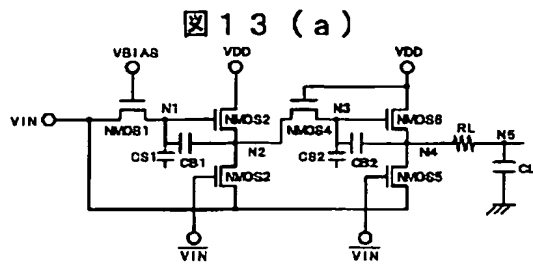 図13(a)
VBIAS VDD VDD
VIN N1 NMOS2 N3 NMOS6
NMOS1 NMOS4 RL N5
CS1 CB1 N2 CS2 CB2 N4 CL
NMOS2 NMOS5
VIN VIN